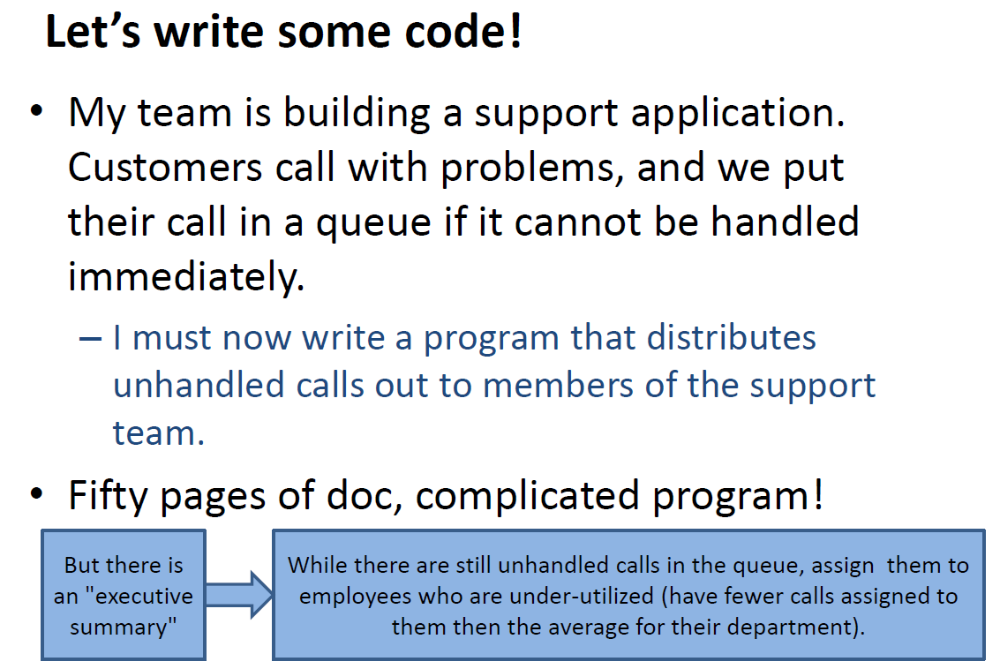 Let's write some code!
• My team is building a support application.
Customers call with problems, and we put
their call in a queue if it cannot be handled
immediately.
– I must now write a program that distributes
unhandled calls out to members of the support
team.
• Fifty pages of doc, complicated program!
But there is
an "executive
summary"
While there are still unhandled calls in the queue, assign them to
employees who are under-utilized (have fewer calls assigned to
them then the average for their department).